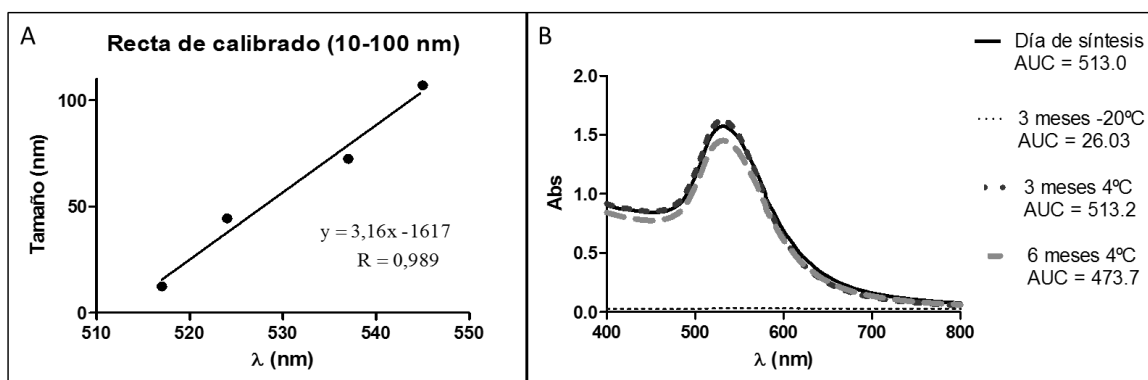 A
Recta de calibrado (10-100 nm)
Tamaño (nm)
100
50
0
510
520
530
540
550
λ (nm)
y = 3,16x -1617
R = 0,989
B
Abs
2.0
1.5
1.0
0.5
0.0
400
500
600
700
800
λ (nm)
Día de síntesis
AUC = 513.0
3 meses -20ºC
AUC = 26.03
3 meses 4ºC
AUC = 513.2
6 meses 4ºC
AUC = 473.7